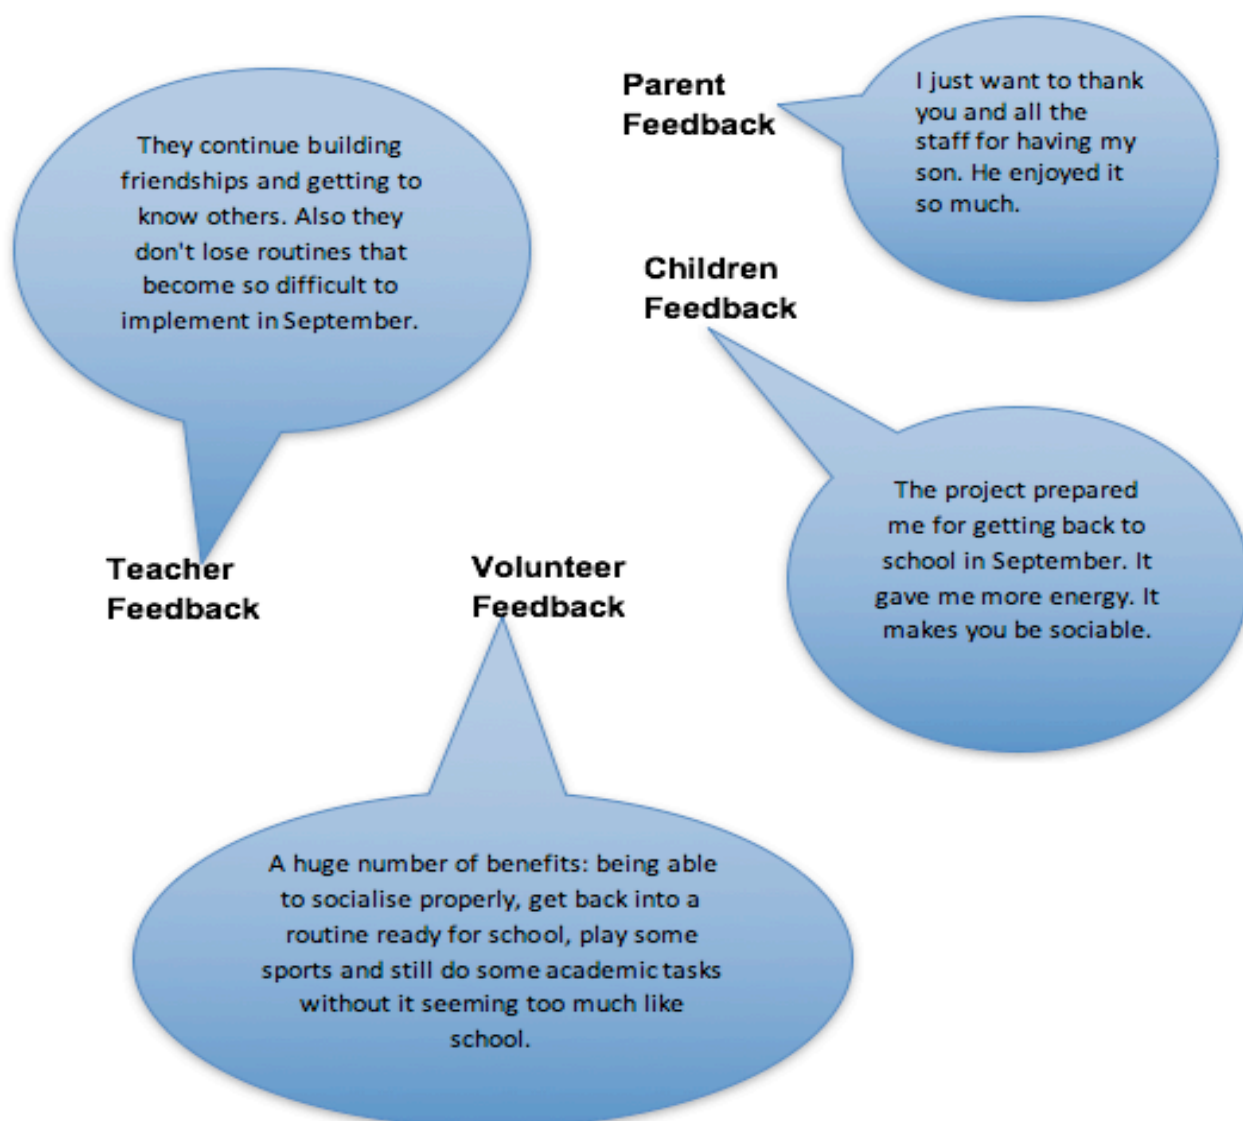 They continue building
friendships and getting to
know others. Also they
don't lose routines that
become so difficult to
implement in September.
Teacher
Feedback
Parent
Feedback
I just want to thank
you and all the
staff for having my
son. He enjoyed it
so much.
Children
Feedback
The project prepared
me for getting back to
school in September. It
gave me more energy. It
makes you be sociable.
Volunteer
Feedback
A huge number of benefits: being able
to socialise properly, get back into a
routine ready for school, play some
sports and still do some academic tasks
without it seeming too much like
school.